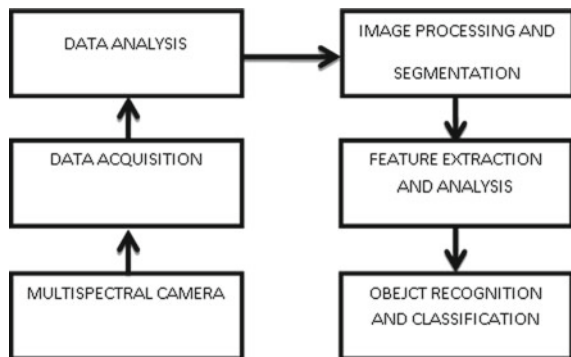 DATA ANALYSIS
IMAGE PROCESSING AND
SEGMENTATION
DATA ACQUISITION
FEATURE EXTRACTION
AND ANALYSIS
MULTISPECTRAL CAMERA
OBEJCT RECOGNITION
AND CLASSIFICATION